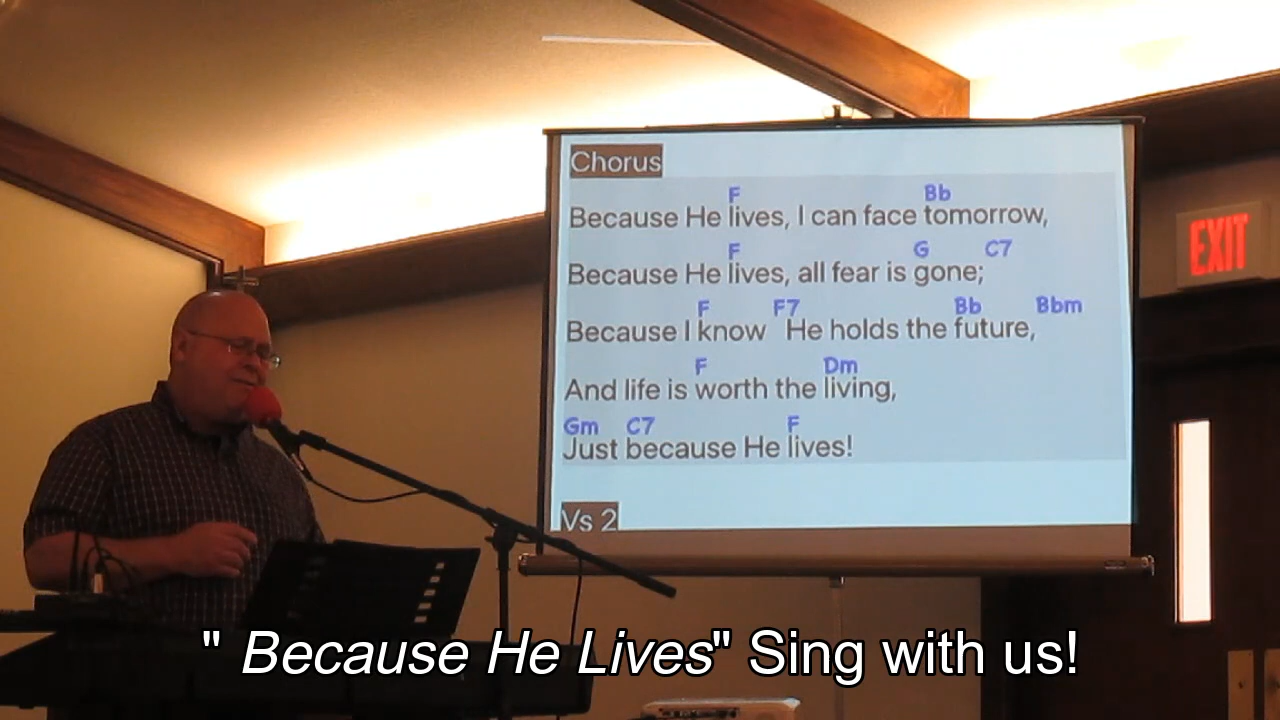 Chorus
F Bb
Because He lives, I can face tomorrow,
F G C7
Because He lives, all fear is gone;
F F7 Bb Bbm
Because I know He holds the future,
F Dm
And life is worth the living,
Gm C7 F
Just because He lives!
Vs 2
EXIT
" Because He Lives" Sing with us!